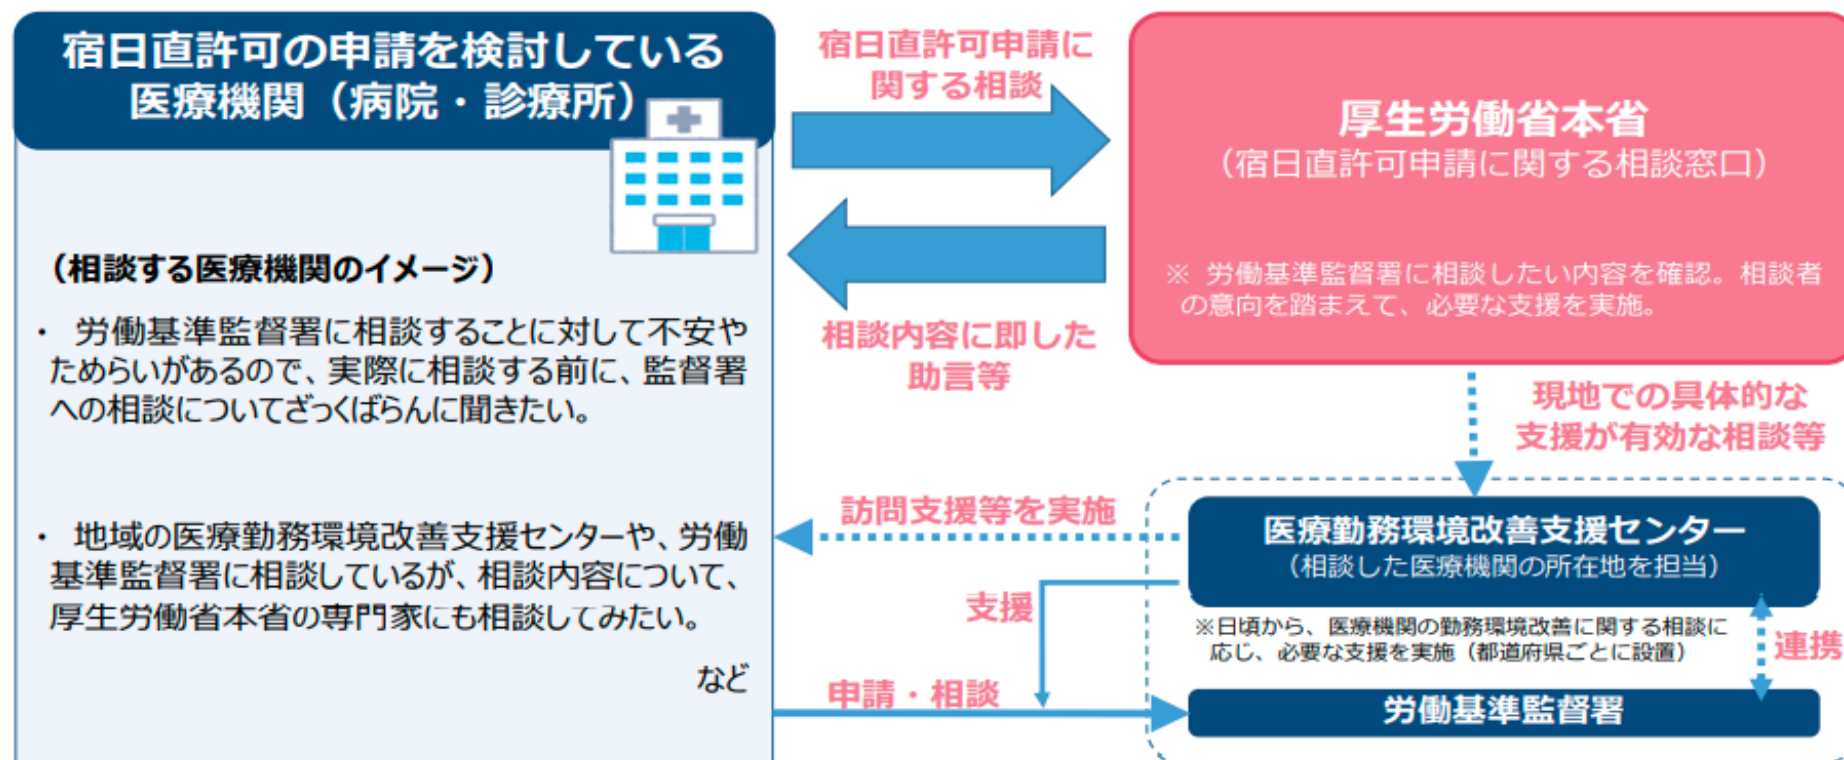 宿日直許可の申請を検討している
医療機関（病院・診療所）
（相談する医療機関のイメージ）
・ 労働基準監督署に相談することに対して不安や
ためらいがあるので、実際に相談する前に、監督署
への相談についてざっくばらんに聞きたい。
・ 地域の医療勤務環境改善支援センターや、労働
基準監督署に相談しているが、相談内容について、
厚生労働省本省の専門家にも相談してみたい。
など
宿日直許可申請に
関する相談
相談内容に即した
助言等
厚生労働省本省
（宿日直許可申請に関する相談窓口）
※ 労働基準監督署に相談したい内容を確認。相談者
の意向を踏まえて、必要な支援を実施。
現地での具体的な
支援が有効な相談等
訪問支援等を実施
医療勤務環境改善支援センター
（相談した医療機関の所在地を担当）
※日頃から、医療機関の勤務環境改善に関する相談に
応じ、必要な支援を実施（都道府県ごとに設置）
支援
連携
申請・相談
労働基準監督署